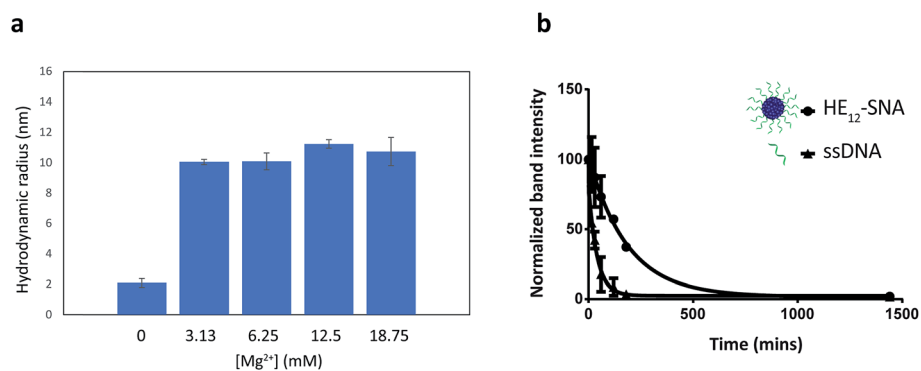 a
16
14
12
10
8
6
4
2
0
Hydrodynamic radius (nm)
0 3.13 6.25 12.5 18.75
[Mg²⁺] (mM)
b
150
100
50
0
Normalized band intensity
HE₁₂-SNA
ssDNA
0 500 1000 1500
Time (mins)